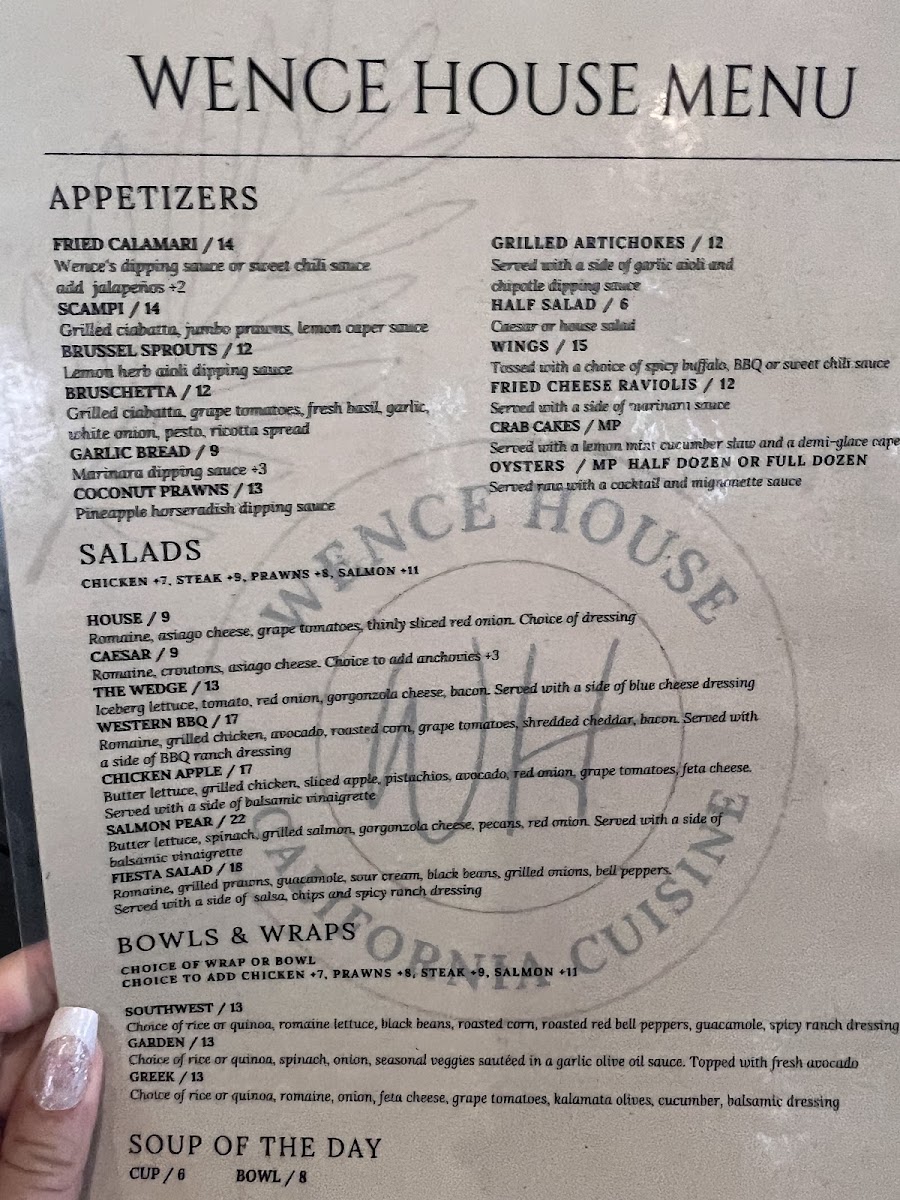 WENCE HOUSE MENU
APPETIZERS
FRIED CALAMARI / 14
Wence's dipping sauce or sweet chili sauce
add jalapeños +2
SCAMPI / 14
Grilled ciabatta, jumbo prawns, lemon caper sauce
BRUSSEL SPROUTS / 12
Lemon herb aioli dipping sauce
BRUSCHETTA / 12
Grilled ciabatta, grape tomatoes, fresh basil, garlic,
white onion, pesto, ricotta spread
GARLIC BREAD / 9
Marinara dipping sauce +3
COCONUT PRAWNS / 13
Pineapple horseradish dipping sauce
GRILLED ARTICHOKES / 12
Served with a side of garlic aioli and
chipotle dipping sauce
HALF SALAD / 6
Caesar or house salad
WINGS / 15
Tossed with a choice of spicy buffalo, BBQ or sweet chili sauce
FRIED CHEESE RAVIOLIS / 12
Served with a side of marinara sauce
CRAB CAKES / MP
Served with a lemon mint cucumber slaw and a demi-glace cape
OYSTERS / MP HALF DOZEN OR FULL DOZEN
Served raw with a cocktail and mignonette sauce
SALADS
CHICKEN +7, STEAK +9, PRAWNS +8, SALMON +11
HOUSE / 9
Romaine, asiago cheese, grape tomatoes, thinly sliced red onion. Choice of dressing
CAESAR / 9
Romaine, croutons, asiago cheese. Choice to add anchovies +3
THE WEDGE / 13
Iceberg lettuce, tomato, red onion, gorgonzola cheese, bacon. Served with a side of blue cheese dressing
WESTERN BBQ / 17
Romaine, grilled chicken, avocado, roasted corn, grape tomatoes, shredded cheddar, bacon. Served with
a side of BBQ ranch dressing
CHICKEN APPLE / 17
Butter lettuce, grilled chicken, sliced apple, pistachios, avocado, red onion, grape tomatoes, feta cheese.
Served with a side of balsamic vinaigrette
SALMON PEAR / 22
Butter lettuce, spinach, grilled salmon, gorgonzola cheese, pecans, red onion. Served with a side of
balsamic vinaigrette
FIESTA SALAD / 18
Romaine, grilled prawns, guacamole, sour cream, black beans, grilled onions, bell peppers.
Served with a side of salsa, chips and spicy ranch dressing
BOWLS & WRAPS
CHOICE OF WRAP OR BOWL
CHOICE TO ADD CHICKEN +7, PRAWNS +8, STEAK +9, SALMON +11
SOUTHWEST / 13
Choice of rice or quinoa, romaine lettuce, black beans, roasted corn, roasted red bell peppers, guacamole, spicy ranch dressing
GARDEN / 13
Choice of rice or quinoa, spinach, onion, seasonal veggies sautéed in a garlic olive oil sauce. Topped with fresh avocado
GREEK / 13
Choice of rice or quinoa, romaine, onion, feta cheese, grape tomatoes, kalamata olives, cucumber, balsamic dressing
SOUP OF THE DAY
CUP / 6 BOWL / 8
WENCE HOUSE
WH
CALIFORNIA CUISINE